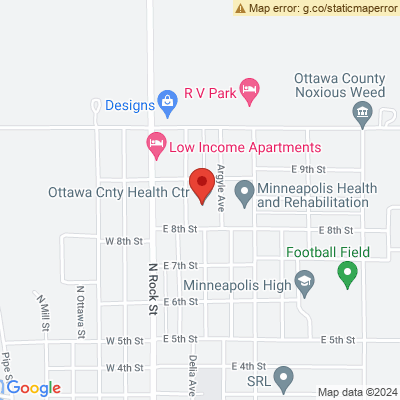 Map error: g.co/staticmaperror
R V Park
Ottawa County
Noxious Weed
Designs
Low Income Apartments
E 9th St
Argyle Ave
Ottawa Cnty Health Ctr
Minneapolis Health
and Rehabilitation
E 8th St
W 8th St
Football Field
E 7th St
Minneapolis High
N Rock St
N Ottawa St
N Mill St
E 6th St
W 5th St
E 5th St
E 5th St
Pipe S
Delia Ave
W 4th St
E 4th St
SRL
Google
Map data ©2024